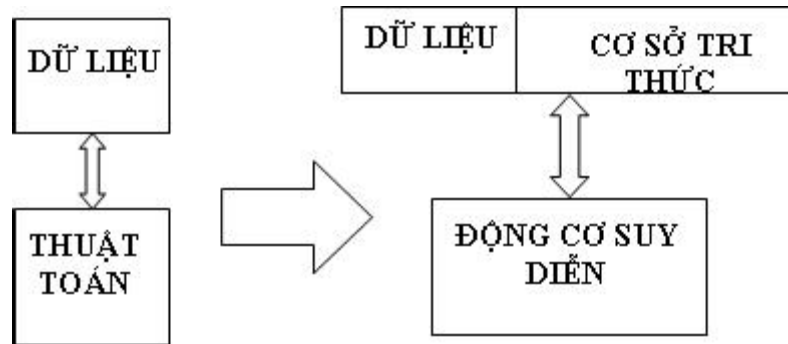 DỮ LIỆU
THUẬT
TOÁN
DỮ LIỆU
CƠ SỞ TRI
THỨC
ĐỘNG CƠ SUY
DIỄN